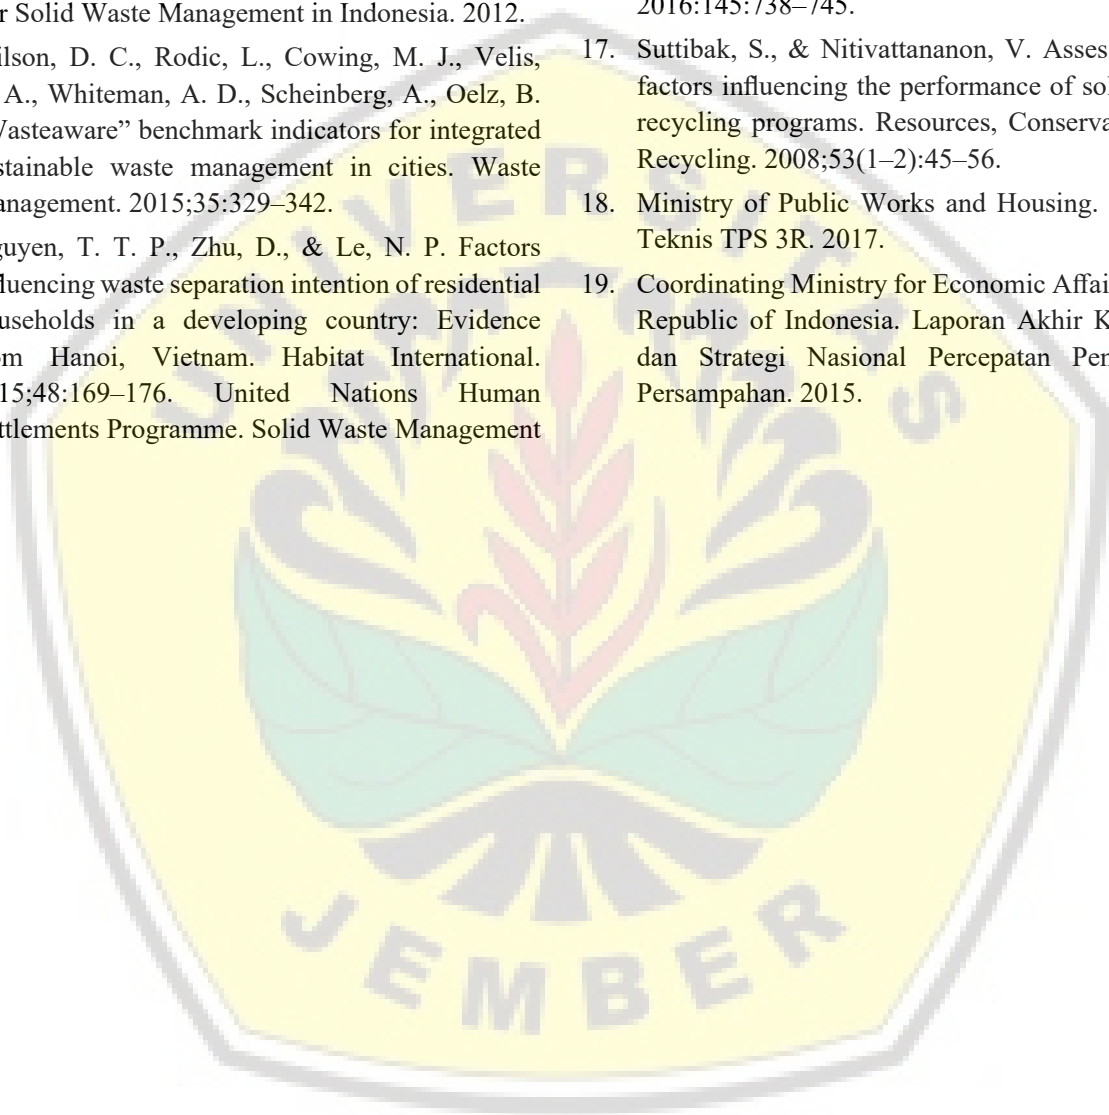 r Solid Waste Management in Indonesia. 2012.
ilson, D. C., Rodic, L., Cowing, M. J., Velis,
A., Whiteman, A. D., Scheinberg, A., Oelz, B.
Vasteaware” benchmark indicators for integrated
stainable waste management in cities. Waste
anagement. 2015;35:329–342.
guyen, T. T. P., Zhu, D., & Le, N. P. Factors
fluencing waste separation intention of residential
useholds in a developing country: Evidence
om Hanoi, Vietnam. Habitat International.
15;48:169–176. United Nations Human
ttlements Programme. Solid Waste Management
2016:145:738–745.
17. Suttibak, S., & Nitivattananon, V. Asses
factors influencing the performance of sol
recycling programs. Resources, Conserva
Recycling. 2008;53(1–2):45–56.
18. Ministry of Public Works and Housing.
Teknis TPS 3R. 2017.
19. Coordinating Ministry for Economic Affai
Republic of Indonesia. Laporan Akhir K
dan Strategi Nasional Percepatan Pen
Persampahan. 2015.
UNIVERSITAS
JEMBER